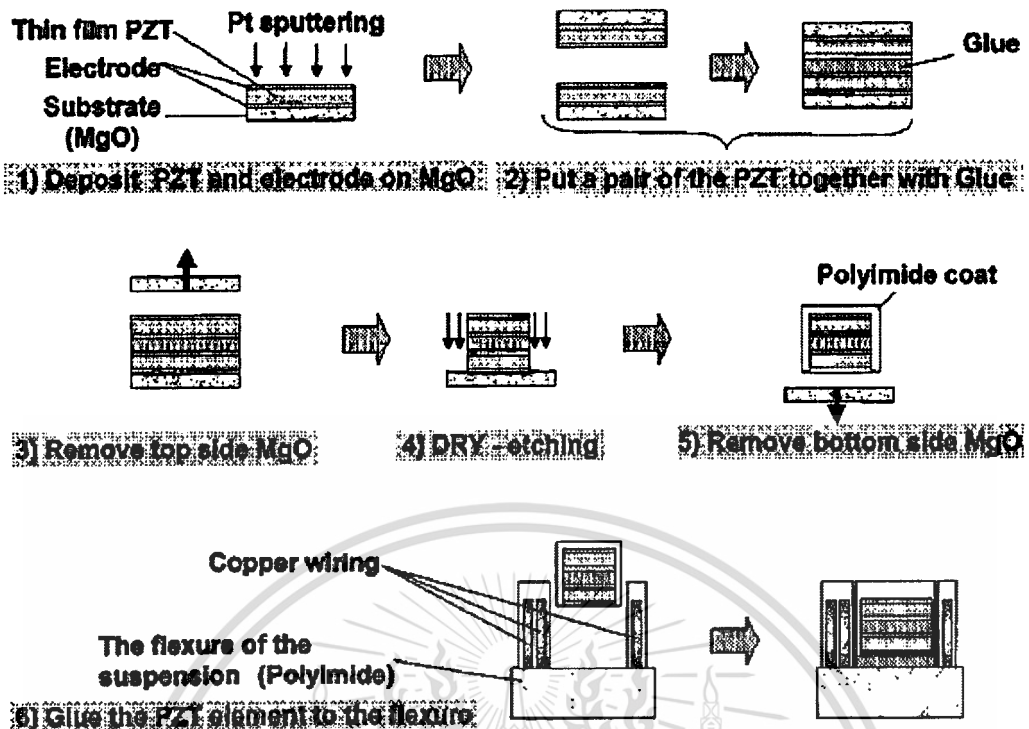 Thin film PZT
Pt sputtering
Electrode
Substrate
(MgO)
Glue
1) Deposit PZT and electrode on MgO
2) Put a pair of the PZT together with Glue
Polyimide coat
3) Remove top side MgO
4) DRY - etching
5) Remove bottom side MgO
Copper wiring
The flexure of the
suspension (Polyimide)
6) Glue the PZT element to the flexure